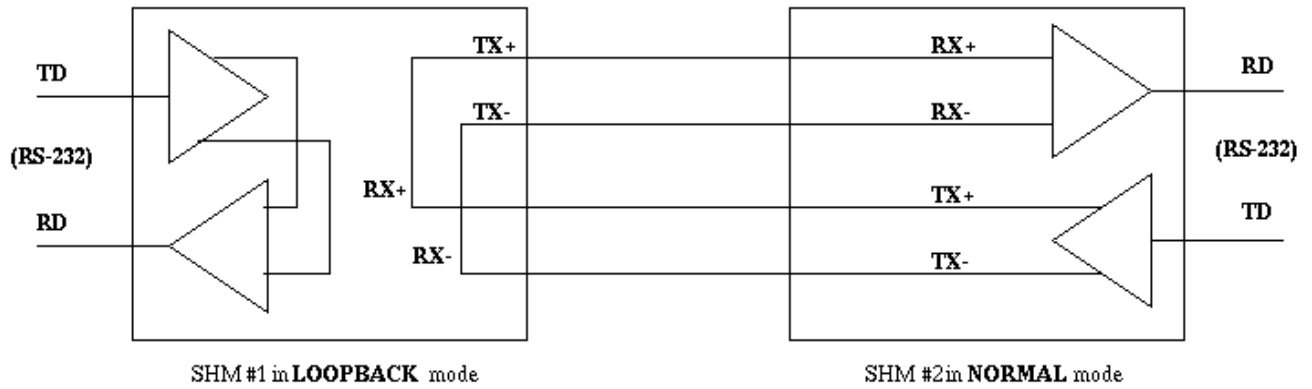 TX+
RX+
TD
RD
TX-
RX-
(RS-232)
(RS-232)
RX+
TX+
RD
TD
RX-
TX-
SHM #1 in LOOPBACK mode
SHM #2in NORMAL mode